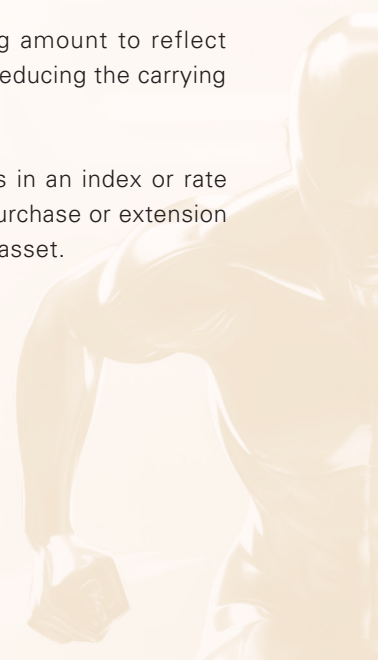 g amount to reflect
educing the carrying
s in an index or rate
urchase or extension
asset.